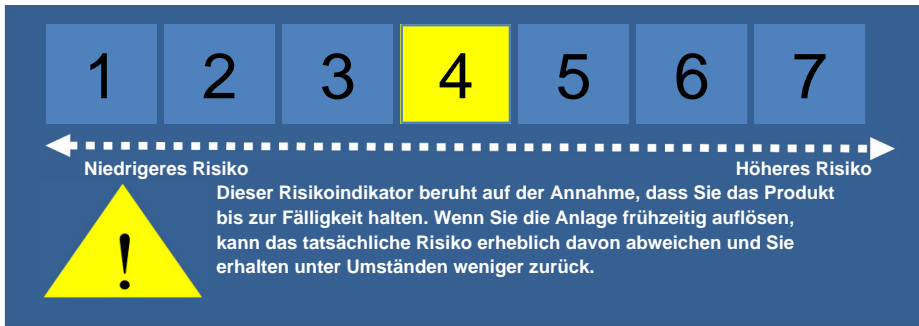 1 2 3 4 5 6 7
Niedrigeres Risiko Höheres Risiko
Dieser Risikoindikator beruht auf der Annahme, dass Sie das Produkt
bis zur Fälligkeit halten. Wenn Sie die Anlage frühzeitig auflösen,
kann das tatsächliche Risiko erheblich davon abweichen und Sie
erhalten unter Umständen weniger zurück.
!